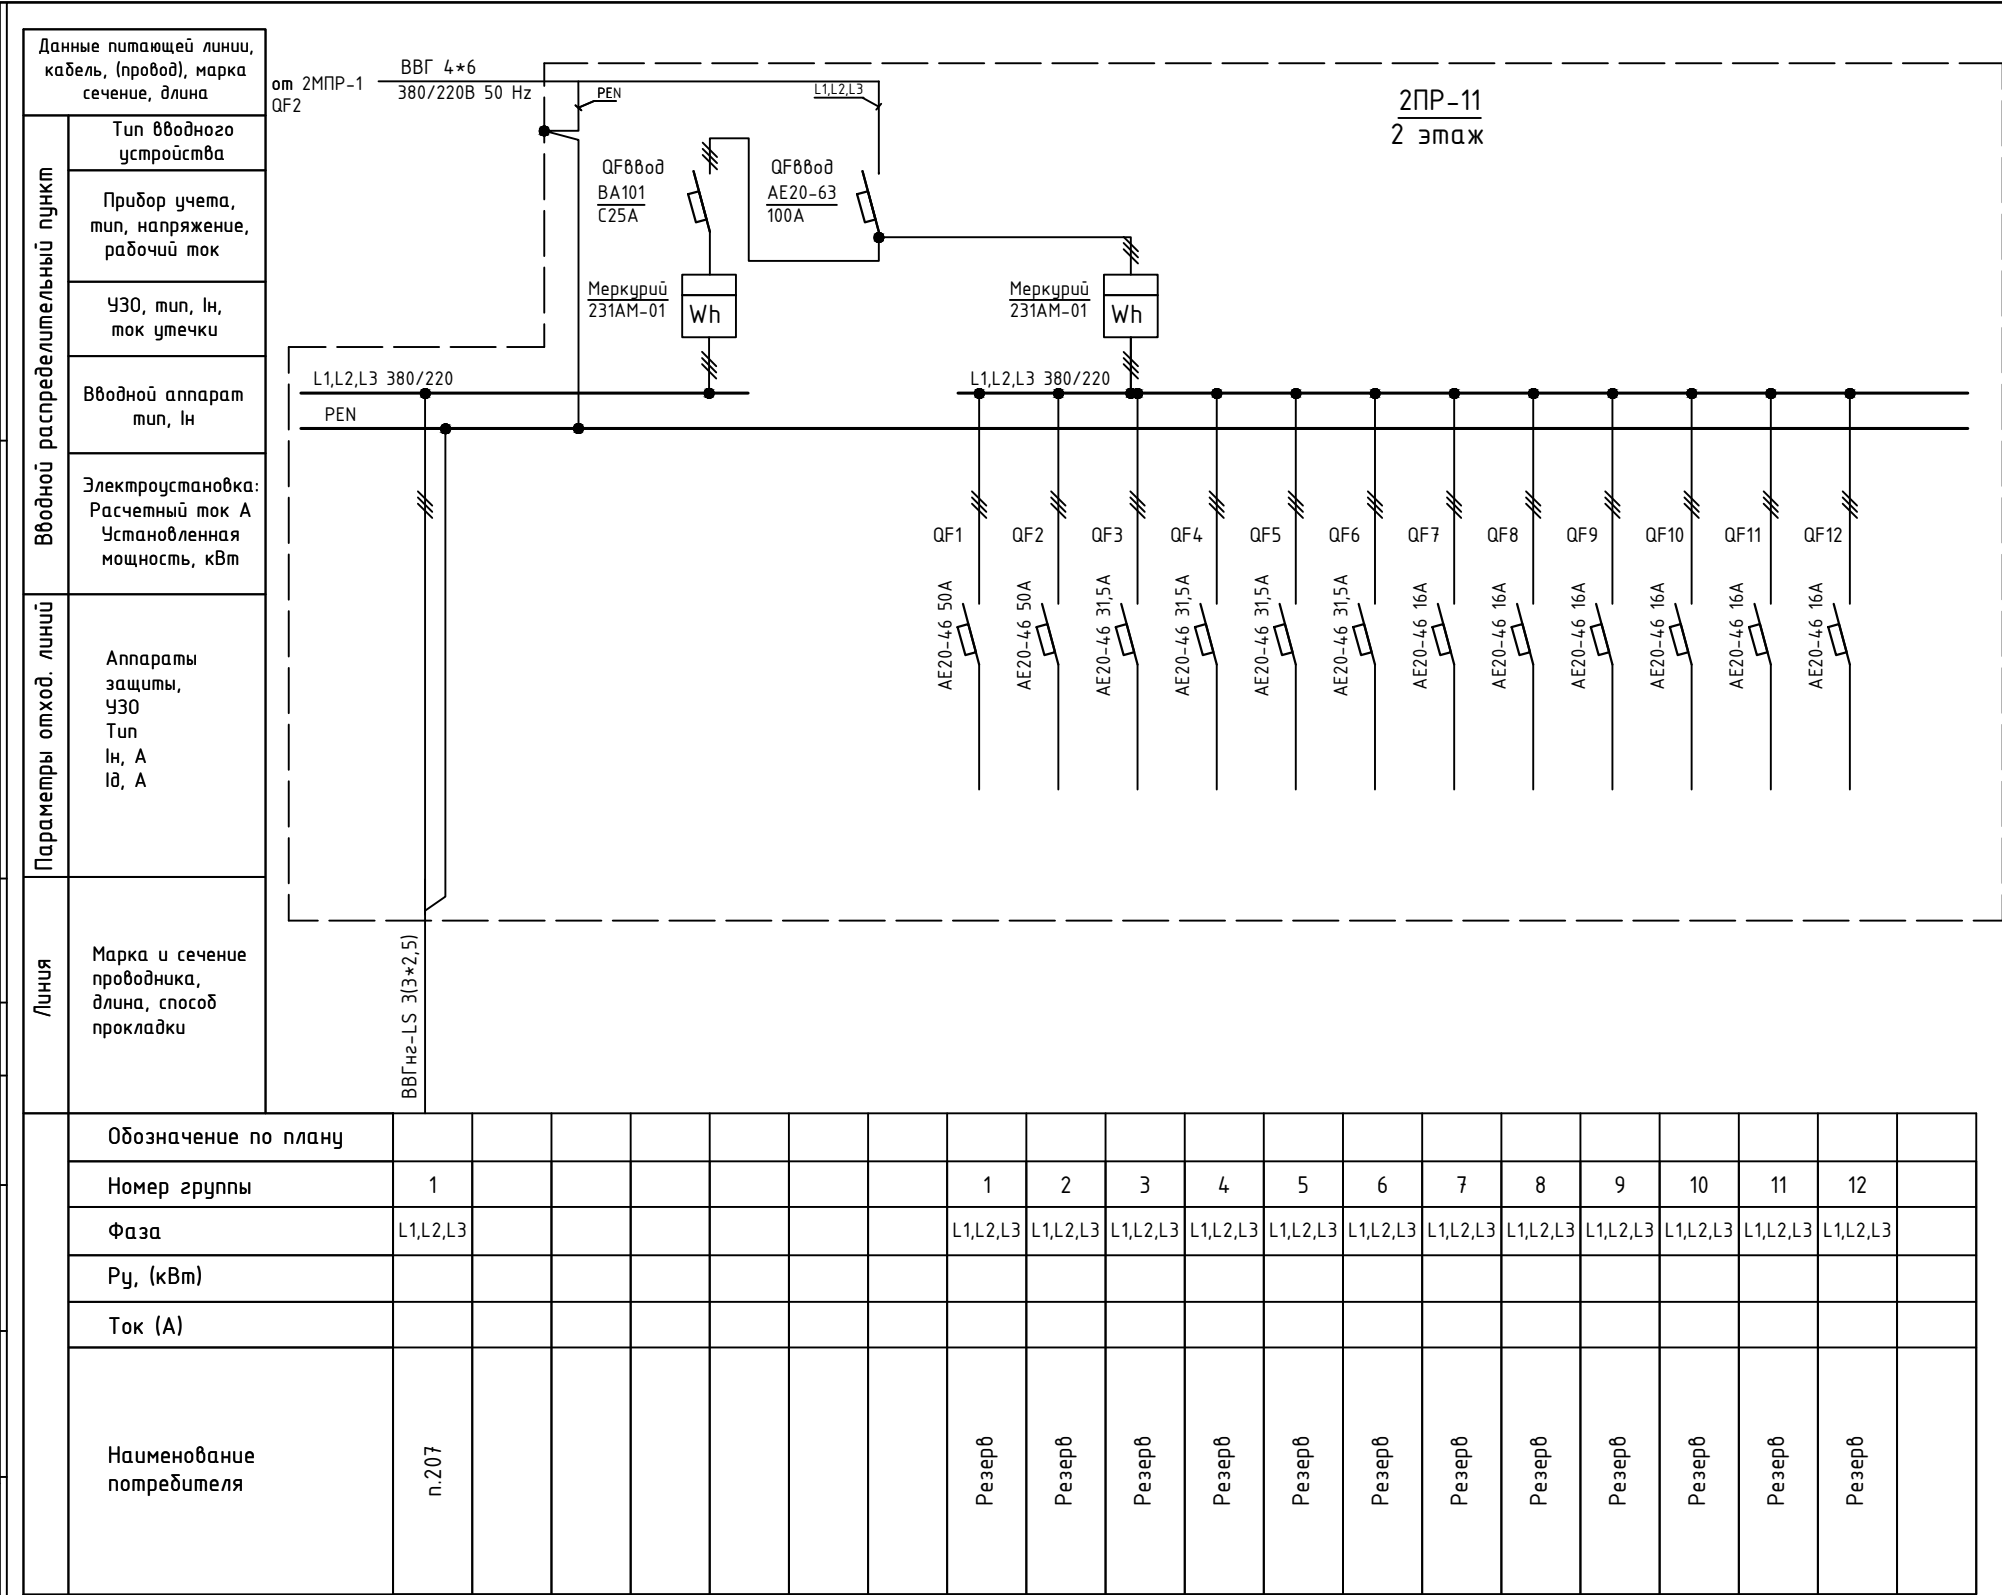 Данные питающей линии,
кабель, (провод), марка
сечение, длина
от 2МПР-1
QF2
ВВГ 4*6
380/220В 50 Hz
PEN
L1,L2,L3
2ПР-11
2 этаж
Вводной распределительный пункт
Тип вводного
устройства
Прибор учета,
тип, напряжение,
рабочий ток
УЗО, тип, Iн,
ток утечки
Вводной аппарат
тип, Iн
Электроустановка:
Расчетный ток А
Установленная
мощность, кВт
QFввод
ВА101
С25А
QFввод
АЕ20-63
100А
Меркурий
231АМ-01
Wh
Меркурий
231АМ-01
Wh
L1,L2,L3 380/220
L1,L2,L3 380/220
PEN
QF1
QF2
QF3
QF4
QF5
QF6
QF7
QF8
QF9
QF10
QF11
QF12
АЕ20-46 50А
АЕ20-46 50А
АЕ20-46 31,5А
АЕ20-46 31,5А
АЕ20-46 31,5А
АЕ20-46 31,5А
АЕ20-46 16А
АЕ20-46 16А
АЕ20-46 16А
АЕ20-46 16А
АЕ20-46 16А
АЕ20-46 16А
Параметры отход. линий
Аппараты
защиты,
УЗО
Тип
Iн, А
Iд, А
Линия
Марка и сечение
проводника,
длина, способ
прокладки
ВВГнг-LS 3(3*2,5)
Обозначение по плану
Номер группы 1 1 2 3 4 5 6 7 8 9 10 11 12
Фаза L1,L2,L3 L1,L2,L3 L1,L2,L3 L1,L2,L3 L1,L2,L3 L1,L2,L3 L1,L2,L3 L1,L2,L3 L1,L2,L3 L1,L2,L3 L1,L2,L3 L1,L2,L3 L1,L2,L3
Ру, (кВт)
Ток (А)
Наименование
потребителя
п.207
Резерв
Резерв
Резерв
Резерв
Резерв
Резерв
Резерв
Резерв
Резерв
Резерв
Резерв
Резерв